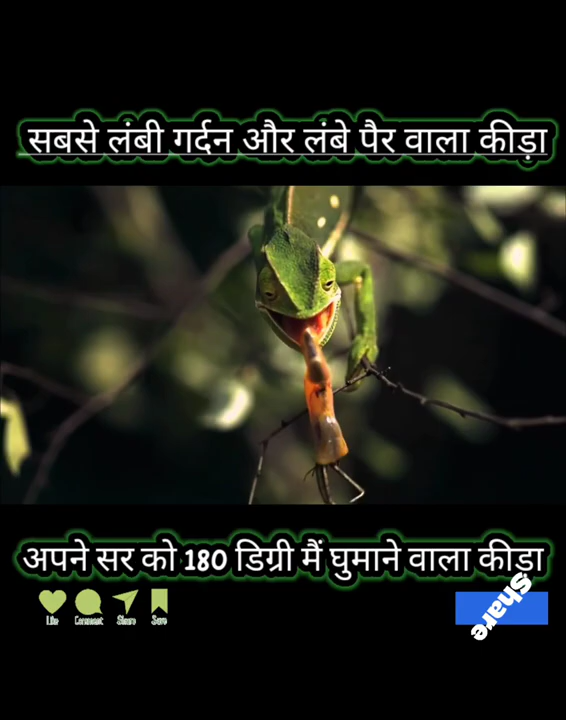 सबसे लंबी गर्दन और लंबे पैर वाला कीड़ा
अपने सर को 180 डिग्री मैं घुमाने वाला कीडा
Like Comment Share Save
Share